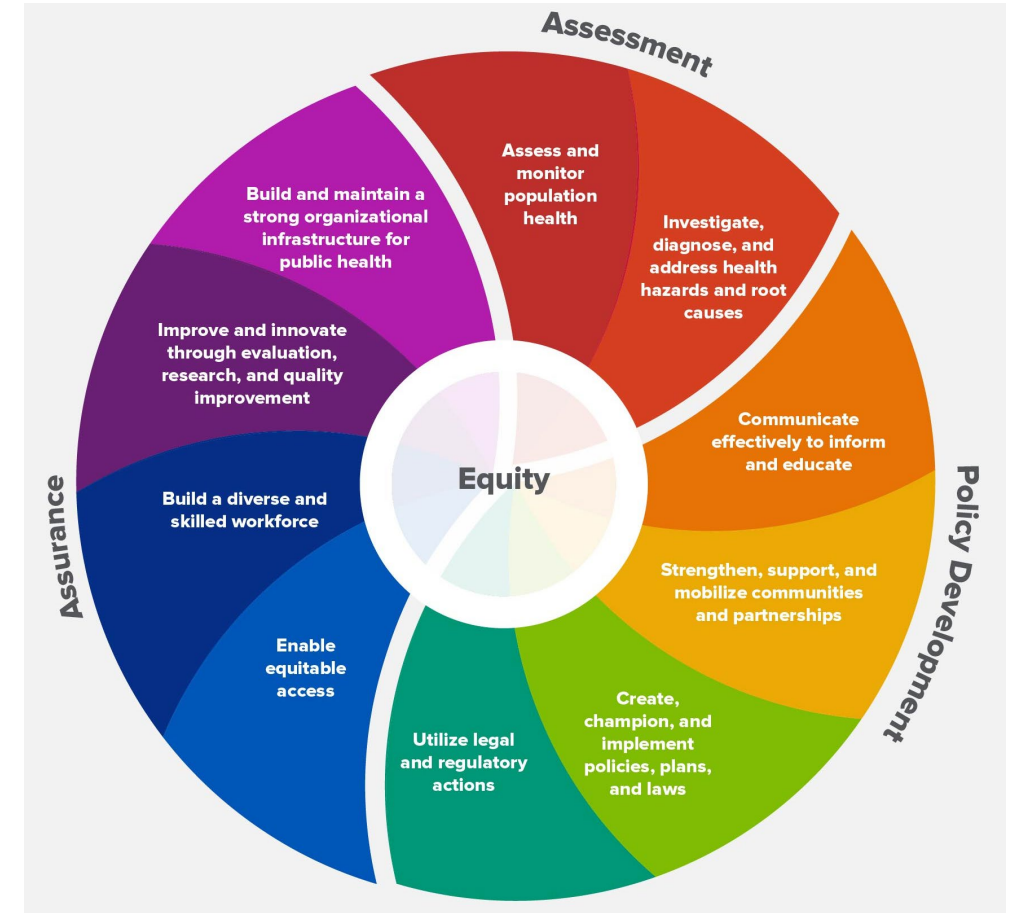 Assessment
Assess and
monitor
population
health
Investigate,
diagnose, and
address health
hazards and root
causes
Policy Development
Communicate
effectively to inform
and educate
Strengthen, support, and
mobilize communities
and partnerships
Create,
champion, and
implement
policies, plans,
and laws
Utilize legal
and regulatory
actions
Assurance
Enable
equitable
access
Build a diverse and
skilled workforce
Improve and innovate
through evaluation,
research, and quality
improvement
Build and maintain a
strong organizational
infrastructure for
public health
Equity